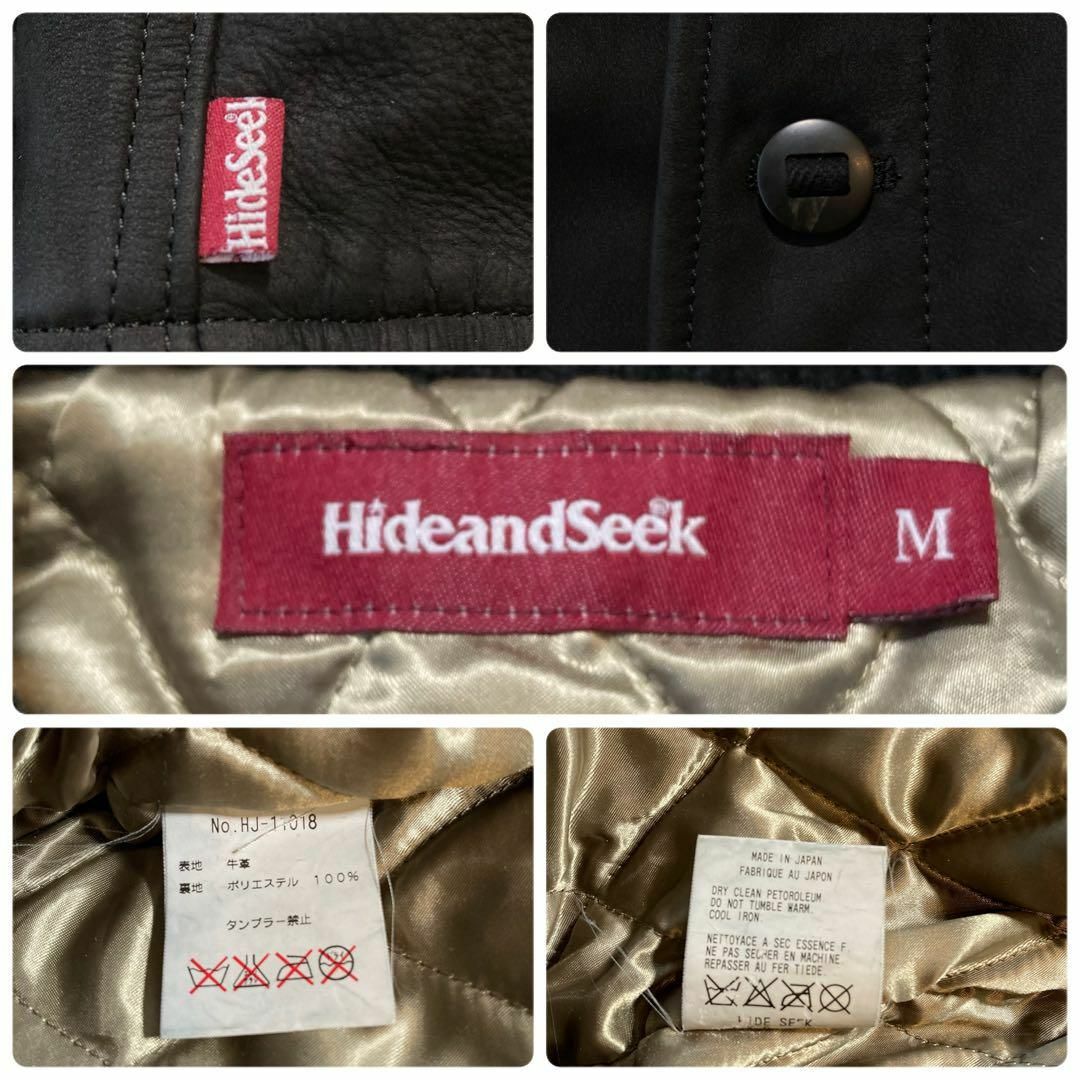 HideSeek®
HideandSeek®
M
No.HJ-11018
表地 牛革
裏地 ポリエステル 100%
タンブラー禁止
MADE IN JAPAN
FABRIQUE AU JAPON
DRY CLEAN PETOROLEUM.
DO NOT TUMBLE WARM.
COOL IRON.
NETTOYACE A SEC ESSENCE F.
NE PAS SECHER EN MACHINE.
REPASSER AU FER TIEDE.
HIDE SEEK